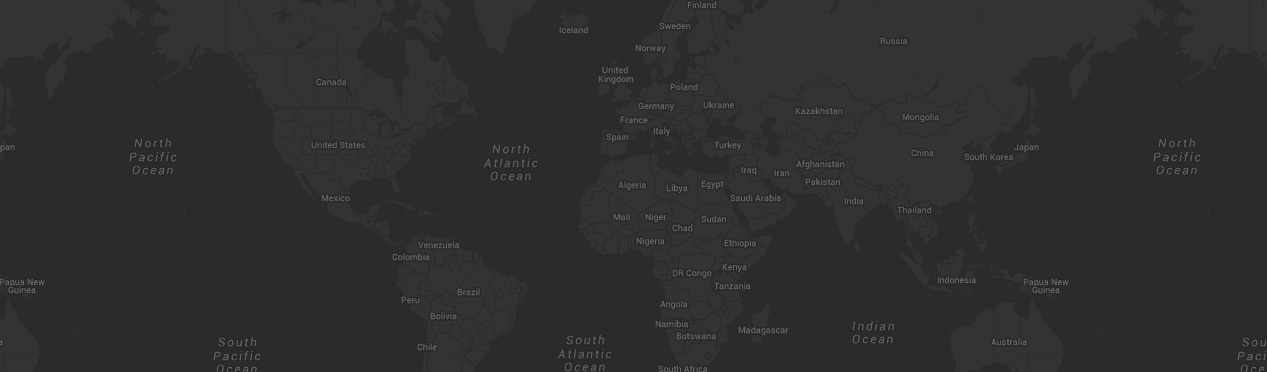 Finland
Iceland
Sweden
Russia
Norway
United
Kingdom
Canada
Poland
Germany
Ukraine
Kazakhstan
Mongolia
France
Italy
Spain
North
Pacific
Ocean
United States
North
Atlantic
Ocean
Turkey
China
South Korea
Japan
North
Pacific
Ocean
pan
Afghanistan
Iraq
Iran
Pakistan
Algeria
Libya
Egypt
Saudi Arabia
India
Mexico
Thailand
Mali
Niger
Chad
Sudan
Nigeria
Ethiopia
Venezuela
Colombia
Kenya
DR Congo
Tanzania
Indonesia
Papua New
Guinea
Papua New
Guinea
Brazil
Peru
Bolivia
Angola
Namibia
Botswana
Madagascar
Indian
Ocean
Chile
South
Pacific
Ocean
South
Atlantic
Ocean
South Africa
Australia
a
Sou
Paci
Oce